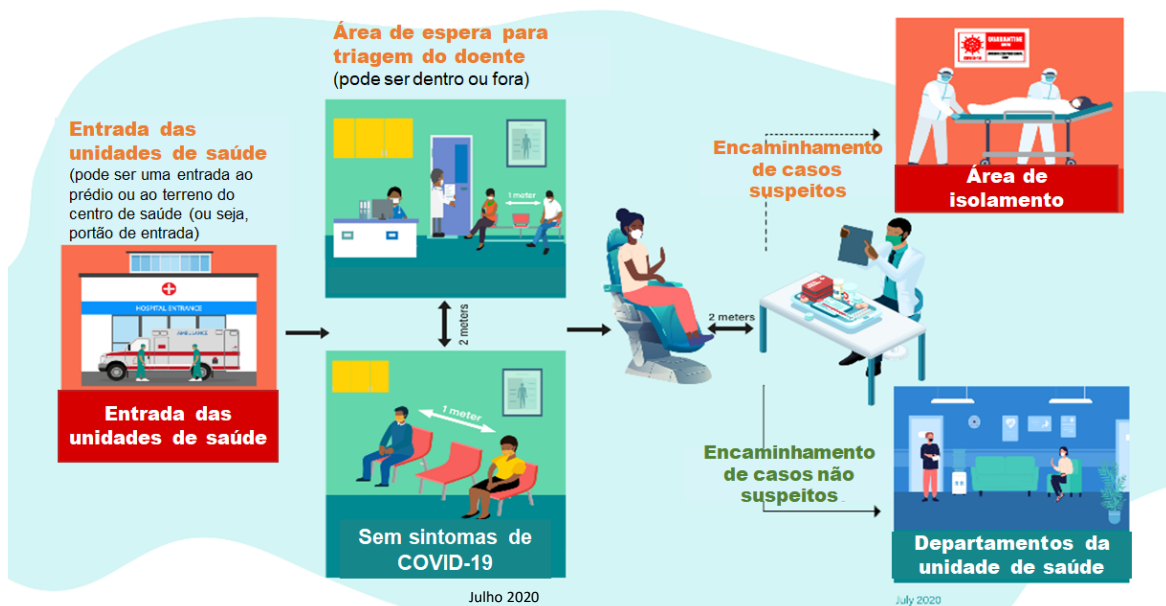 Entrada das
unidades de saúde
(pode ser uma entrada ao
prédio ou ao terreno do
centro de saúde (ou seja,
portão de entrada)
HOSPITAL ENTRANCE
AMBULANCE
Entrada das
unidades de saúde
Área de espera para
triagem do doente
(pode ser dentro ou fora)
1 meter
2 meters
1 meter
Sem sintomas de
COVID-19
Julho 2020
2 meters
Encaminhamento
de casos
suspeitos
QUARANTINE
Área de
isolamento
Encaminhamento
de casos não
suspeitos
Departamentos da
unidade de saúde
July 2020